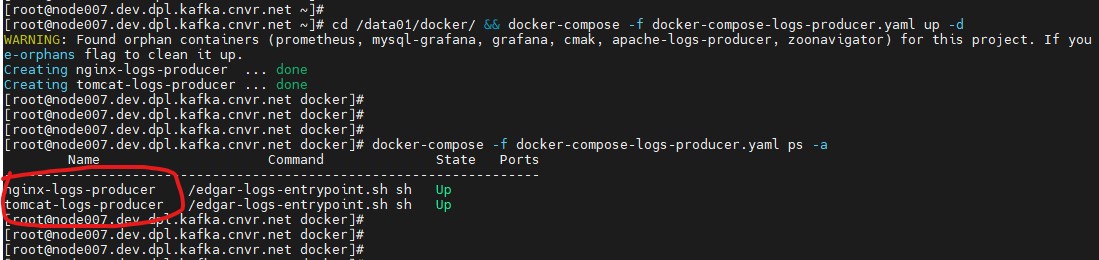 [root@node007.dev.dpl.kafka.cnvr.net ~]#
[root@node007.dev.dpl.kafka.cnvr.net ~]# cd /data01/docker/ && docker-compose -f docker-compose-logs-producer.yaml up -d
WARNING: Found orphan containers (prometheus, mysql-grafana, grafana, cmak, apache-logs-producer, zoonavigator) for this project. If you
e-orphans flag to clean it up.
Creating nginx-logs-producer  ... done
Creating tomcat-logs-producer ... done
[root@node007.dev.dpl.kafka.cnvr.net docker]#
[root@node007.dev.dpl.kafka.cnvr.net docker]#
[root@node007.dev.dpl.kafka.cnvr.net docker]#
[root@node007.dev.dpl.kafka.cnvr.net docker]# docker-compose -f docker-compose-logs-producer.yaml ps -a
        Name                     Command               State   Ports
------------------------------------------------------------------
nginx-logs-producer    /edgar-logs-entrypoint.sh sh   Up
tomcat-logs-producer   /edgar-logs-entrypoint.sh sh   Up
[root@node007.dev.dpl.kafka.cnvr.net docker]#
[root@node007.dev.dpl.kafka.cnvr.net docker]#
[root@node007.dev.dpl.kafka.cnvr.net docker]#